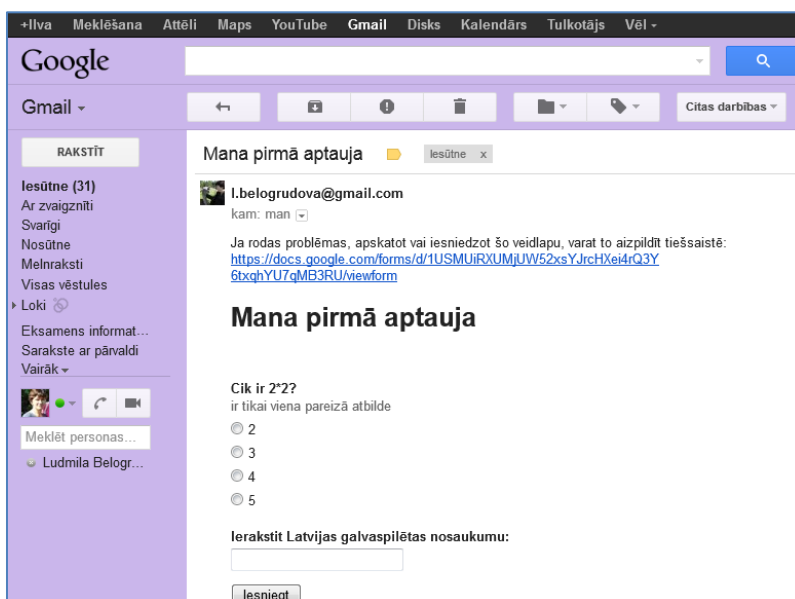 +Ilva Meklēšana Attēli Maps YouTube Gmail Disks Kalendārs Tulkotājs Vēl
Google
Gmail
Citas darbības
RAKSTĪT
Iesūtne (31)
Ar zvaigznīti
Svarīgi
Nosūtne
Melnraksti
Visas vēstules
Loki
Eksamens informat...
Sarakste ar pārvaldi
Vairāk
Meklēt personas...
Ludmila Belogr...
Mana pirmā aptauja Iesūtne x
l.belogrudova@gmail.com
kam: man
Ja rodas problēmas, apskatot vai iesniedzot šo veidlapu, varat to aizpildīt tiešsaistē:
https://docs.google.com/forms/d/1USMUiRXUMjUW52xsYJrcHXei4rQ3Y
6txqhYU7qMB3RU/viewform
Mana pirmā aptauja
Cik ir 2*2?
ir tikai viena pareizā atbilde
2
3
4
5
Ierakstit Latvijas galvaspilētas nosaukumu:
Iesniegt